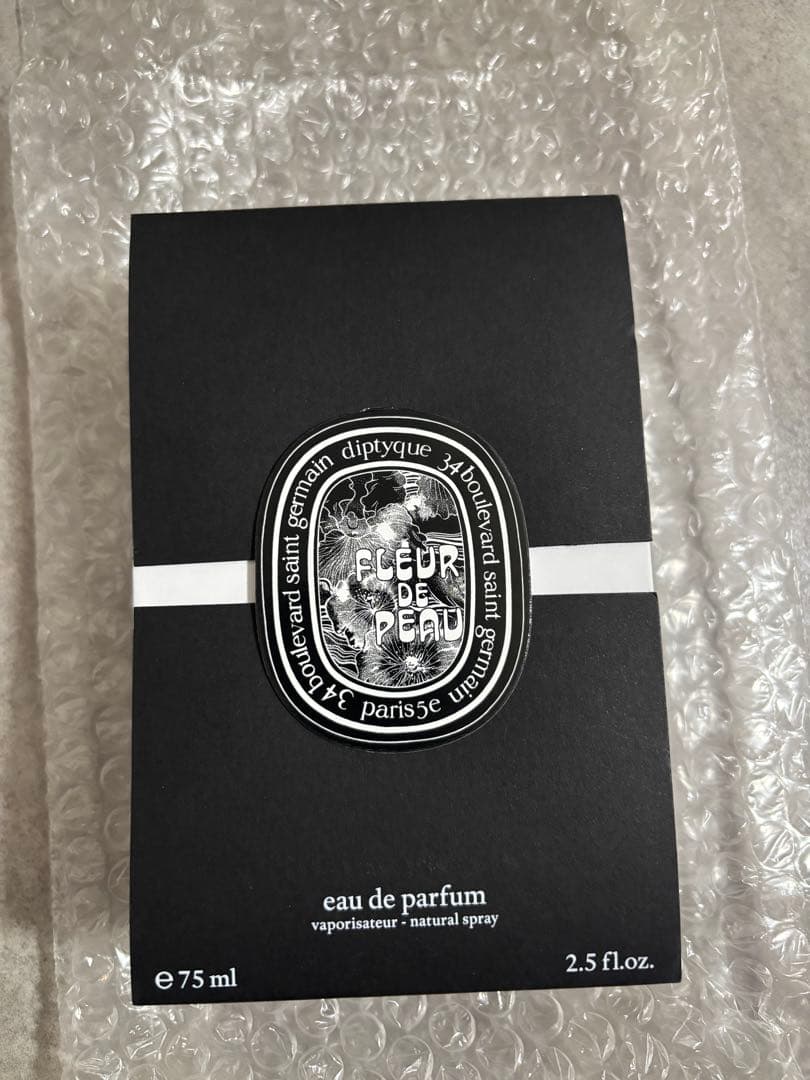 diptyque 34 boulevard saint germain
paris 5e
34 boulevard saint germain
FLEUR
DE
PEAU
eau de parfum
vaporisateur - natural spray
e 75 ml
2.5 fl.oz.